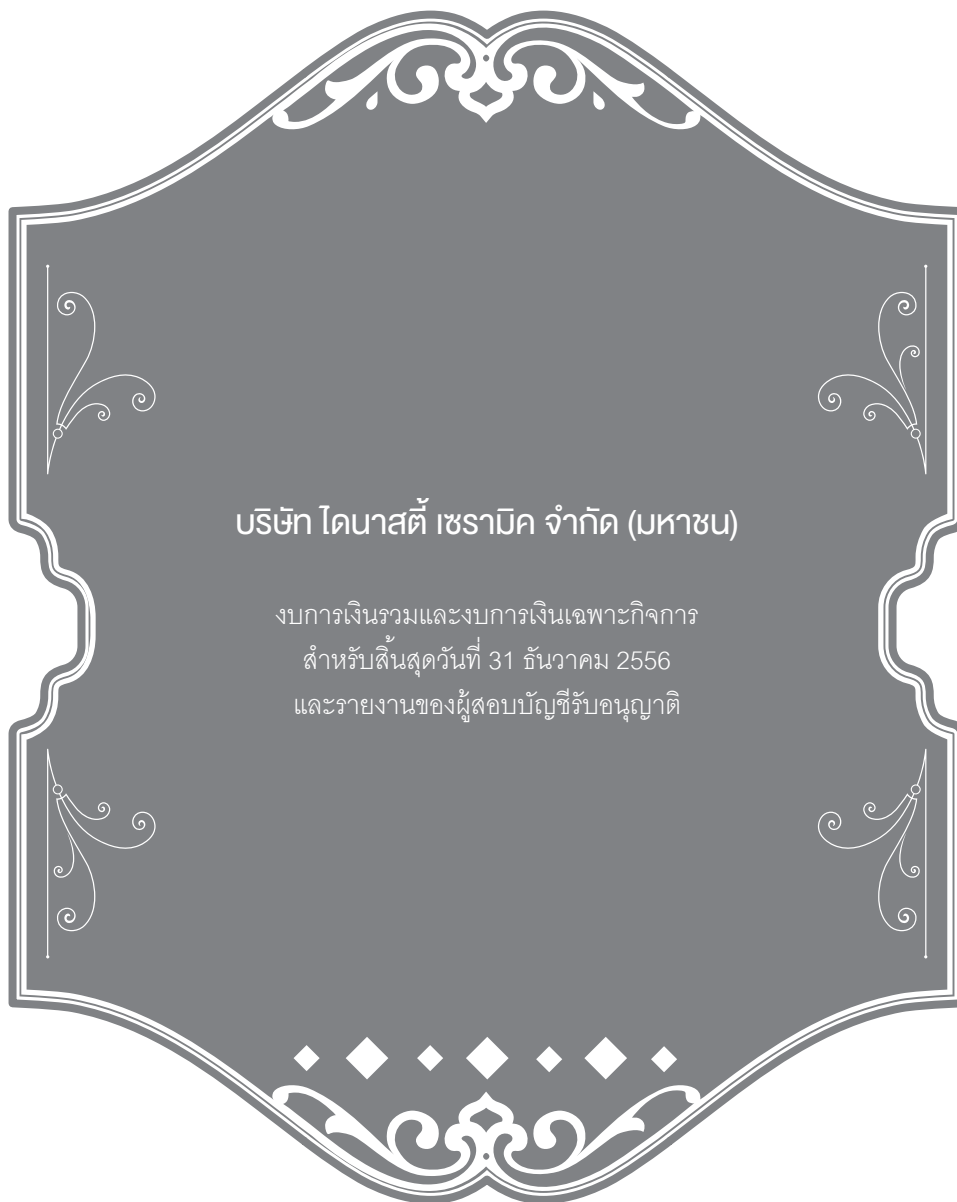 บริษัท ไดนาสตี้ เซรามิค จำกัด (มหาชน)
งบการเงินรวมและงบการเงินเฉพาะกิจการ
สำหรับสิ้นสุดวันที่ 31 ธันวาคม 2556
และรายงานของผู้สอบบัญชีรับอนุญาติ